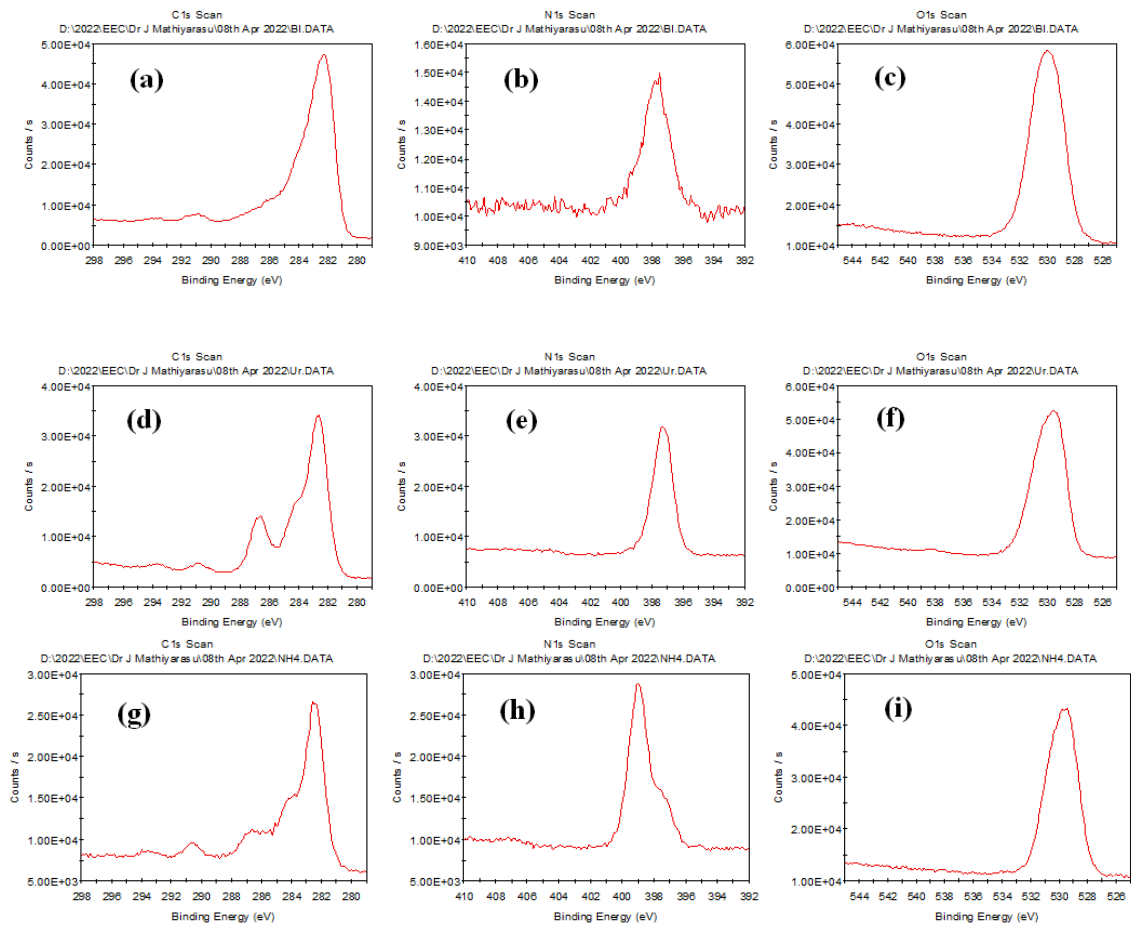 C1s Scan
D:\2022\EEC\Dr J Mathiyarasu\08th Apr 2022\BI.DATA
5.00E+04
4.00E+04
3.00E+04
2.00E+04
1.00E+04
0.00E+00
Counts / s
(a)
298 296 294 292 290 288 286 284 282 280
Binding Energy (eV)
N1s Scan
D:\2022\EEC\Dr J Mathiyarasu\08th Apr 2022\BI.DATA
1.60E+04
1.50E+04
1.40E+04
1.30E+04
1.20E+04
1.10E+04
1.00E+04
9.00E+03
Counts / s
(b)
410 408 406 404 402 400 398 396 394 392
Binding Energy (eV)
O1s Scan
D:\2022\EEC\Dr J Mathiyarasu\08th Apr 2022\BI.DATA
6.00E+04
5.00E+04
4.00E+04
3.00E+04
2.00E+04
1.00E+04
Counts / s
(c)
544 542 540 538 536 534 532 530 528 526
Binding Energy (eV)
C1s Scan
D:\2022\EEC\Dr J Mathiyarasu\08th Apr 2022\Ur.DATA
4.00E+04
3.00E+04
2.00E+04
1.00E+04
0.00E+00
Counts / s
(d)
298 296 294 292 290 288 286 284 282 280
Binding Energy (eV)
N1s Scan
D:\2022\EEC\Dr J Mathiyarasu\08th Apr 2022\Ur.DATA
4.00E+04
3.00E+04
2.00E+04
1.00E+04
0.00E+00
Counts / s
(e)
410 408 406 404 402 400 398 396 394 392
Binding Energy (eV)
O1s Scan
D:\2022\EEC\Dr J Mathiyarasu\08th Apr 2022\Ur.DATA
6.00E+04
5.00E+04
4.00E+04
3.00E+04
2.00E+04
1.00E+04
0.00E+00
Counts / s
(f)
544 542 540 538 536 534 532 530 528 526
Binding Energy (eV)
C1s Scan
D:\2022\EEC\Dr J Mathiyarasu\08th Apr 2022\NH4.DATA
3.00E+04
2.50E+04
2.00E+04
1.50E+04
1.00E+04
5.00E+03
Counts / s
(g)
298 296 294 292 290 288 286 284 282 280
Binding Energy (eV)
N1s Scan
D:\2022\EEC\Dr J Mathiyarasu\08th Apr 2022\NH4.DATA
3.00E+04
2.00E+04
1.00E+04
0.00E+00
Counts / s
(h)
410 408 406 404 402 400 398 396 394 392
Binding Energy (eV)
O1s Scan
D:\2022\EEC\Dr J Mathiyarasu\08th Apr 2022\NH4.DATA
5.00E+04
4.00E+04
3.00E+04
2.00E+04
1.00E+04
Counts / s
(i)
544 542 540 538 536 534 532 530 528 526
Binding Energy (eV)